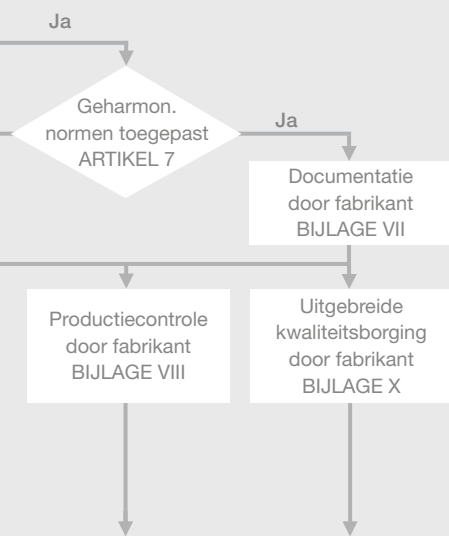 Ja
Geharmon.
normen toegepast
ARTIKEL 7
Ja
Documentatie
door fabrikant
BIJLAGE VII
Productiecontrole
door fabrikant
BIJLAGE VIII
Uitgebreide
kwaliteitsborging
door fabrikant
BIJLAGE X